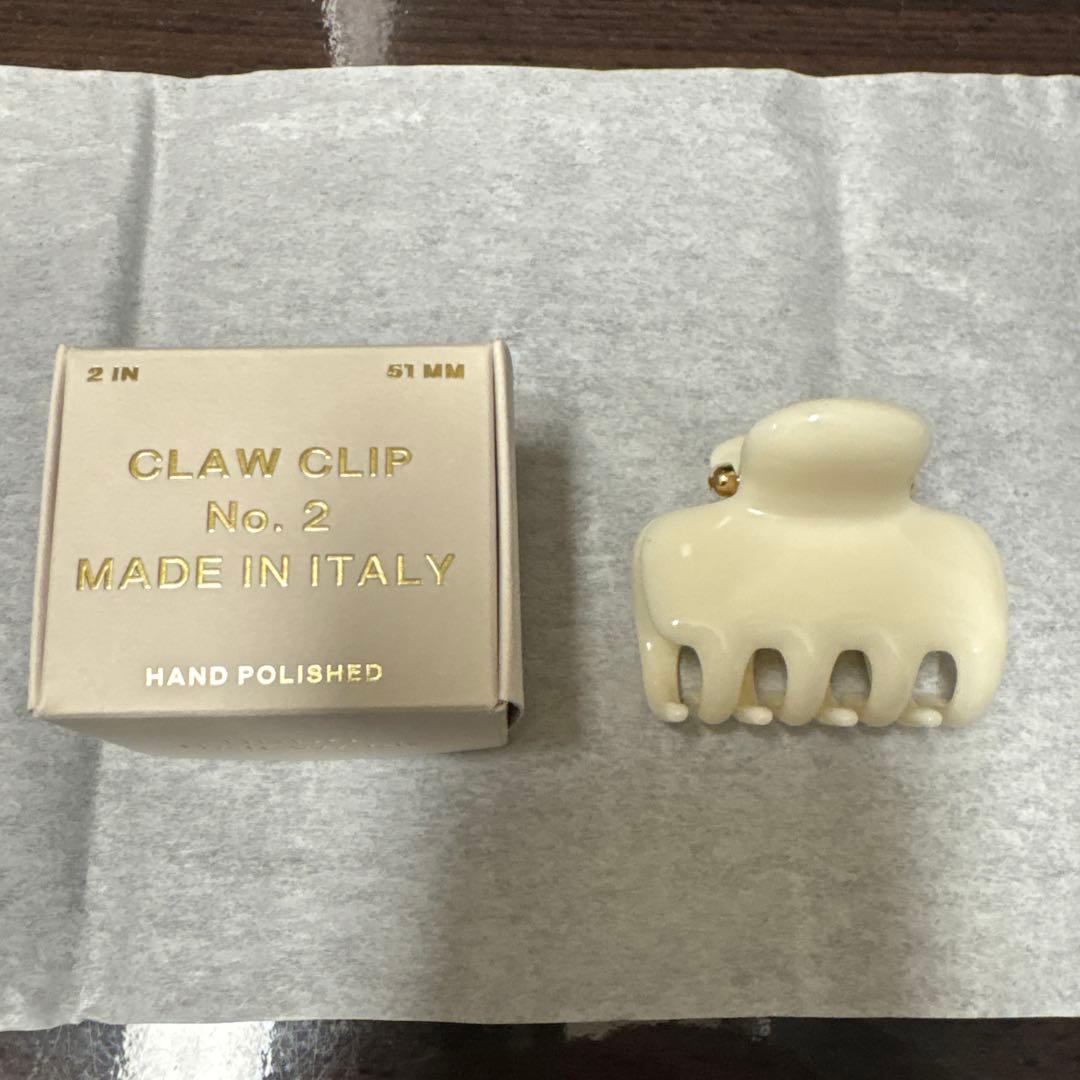 2 IN 51 MM
CLAW CLIP
No. 2
MADE IN ITALY
HAND POLISHED